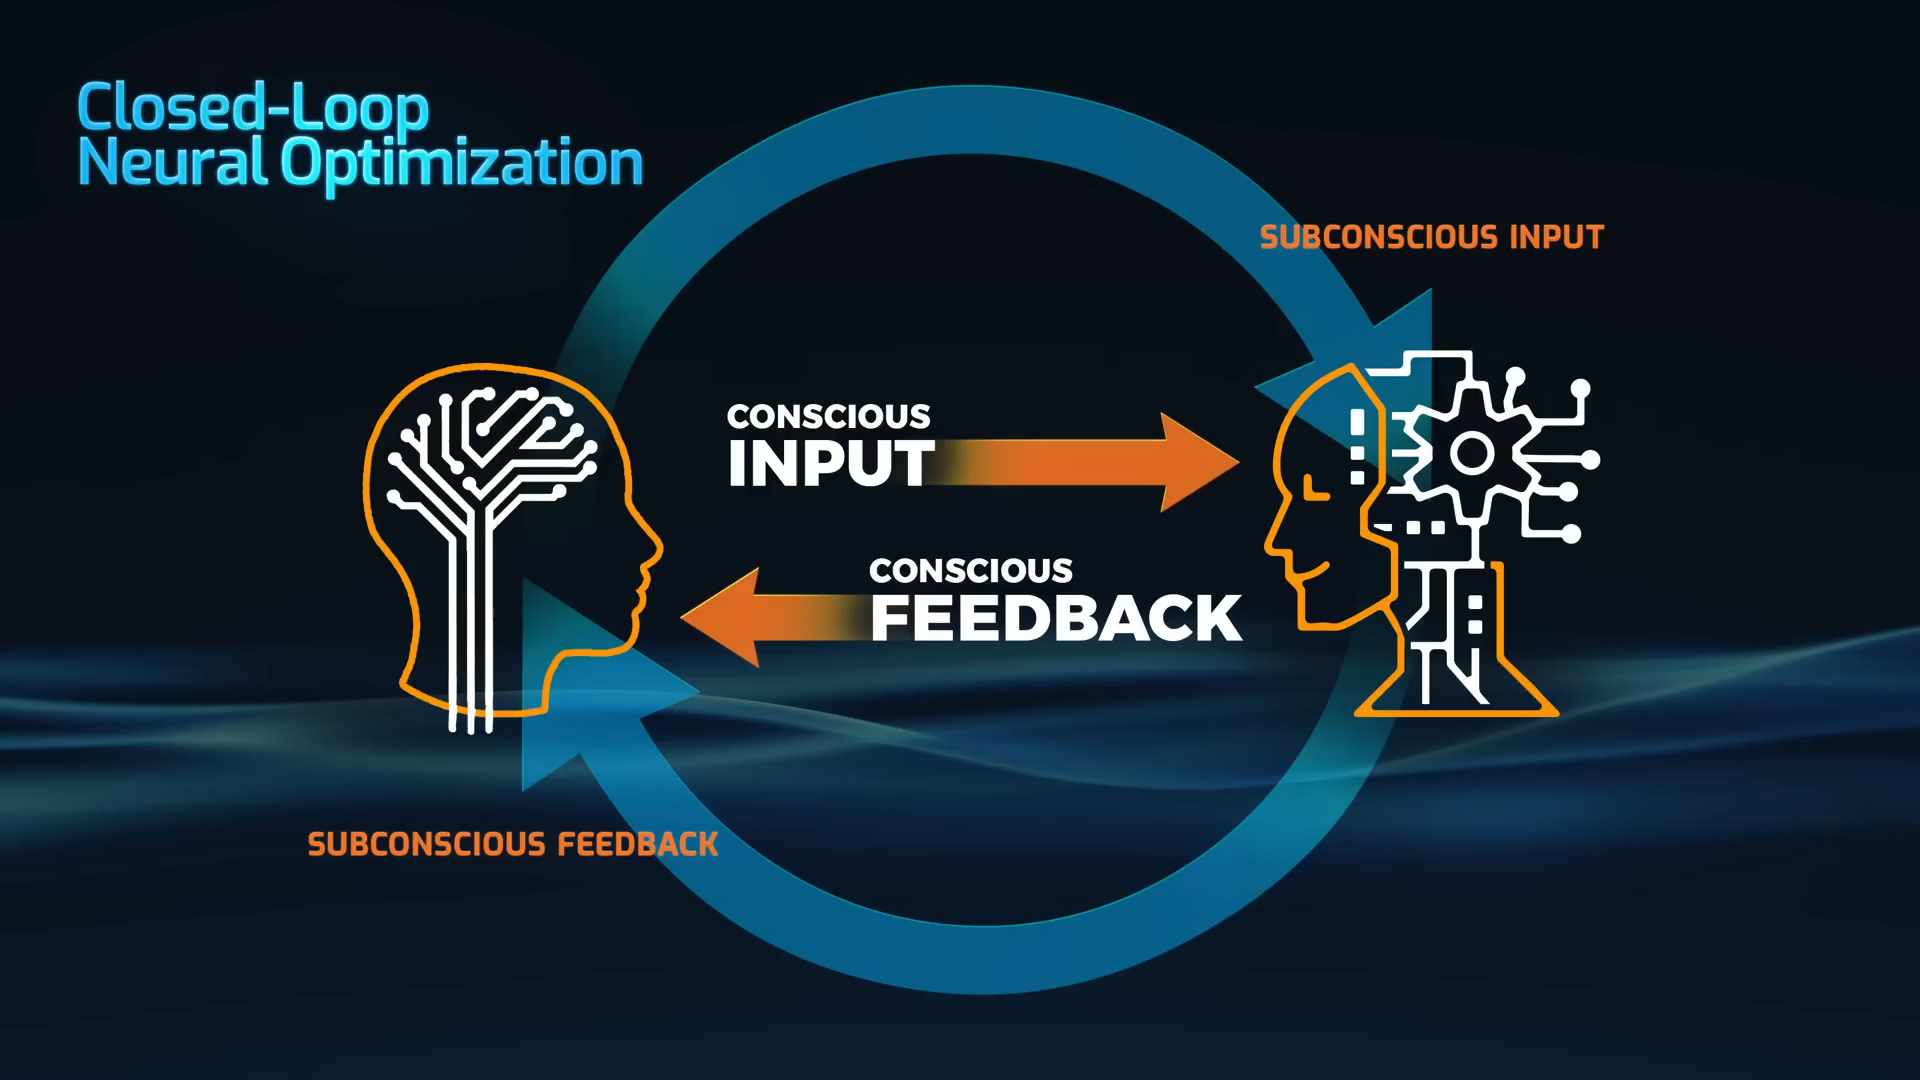 Closed-Loop
Neural Optimization
SUBCONSCIOUS INPUT
CONSCIOUS
INPUT
CONSCIOUS
FEEDBACK
SUBCONSCIOUS FEEDBACK